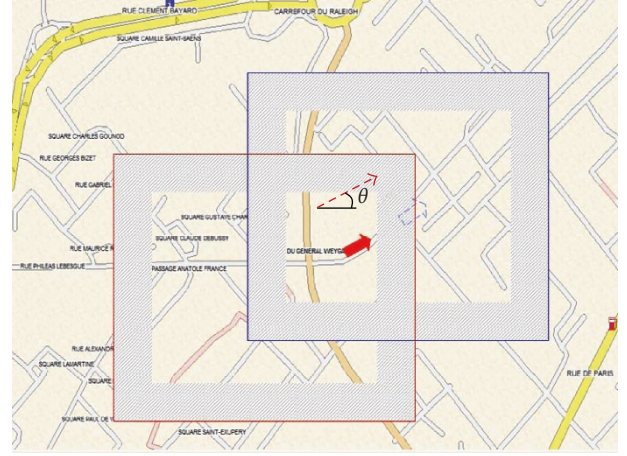 RUE CLEMENT BAYARD
CARREFOUR DU RALEIGH
SQUARE CAMILLE SAINT-SAENS
SQUARE CHARLES GOUNOD
RUE GEORGES BIZET
RUE GABRIEL
θ
SQUARE GUSTAVE CHAR
SQUARE CLAUDE DEBUSSY
RUE MAURICE R
DU GENERAL WEYG
RUE PHILEAS LEBESGUE
PASSAGE ANATOLE FRANCE
RUE ALEXAND
SQUARE LAMARTINE
RUE DE PARIS
SQUARE
SQUARE PAUL DE V
SQUARE SAINT-EXUPERY